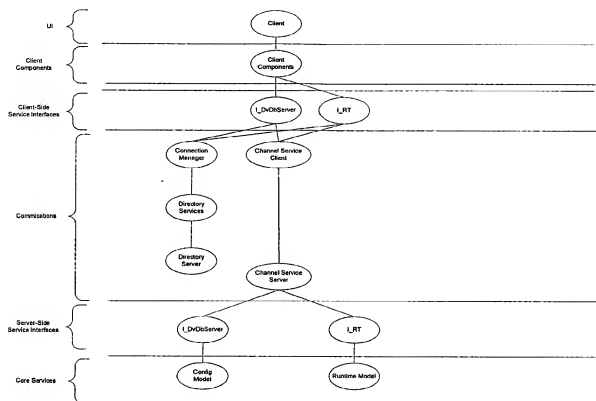 UI
Client
Client
Components
Client
Components
Client-Side
Service Interfaces
I_DvDbServer
I_RT
Connection
Manager
Channel Service
Client
Directory
Services
Commications
Directory
Server
Channel Service
Server
Server-Side
Service Interfaces
I_DvDbServer
I_RT
Core Services
Config
Model
Runtime Model